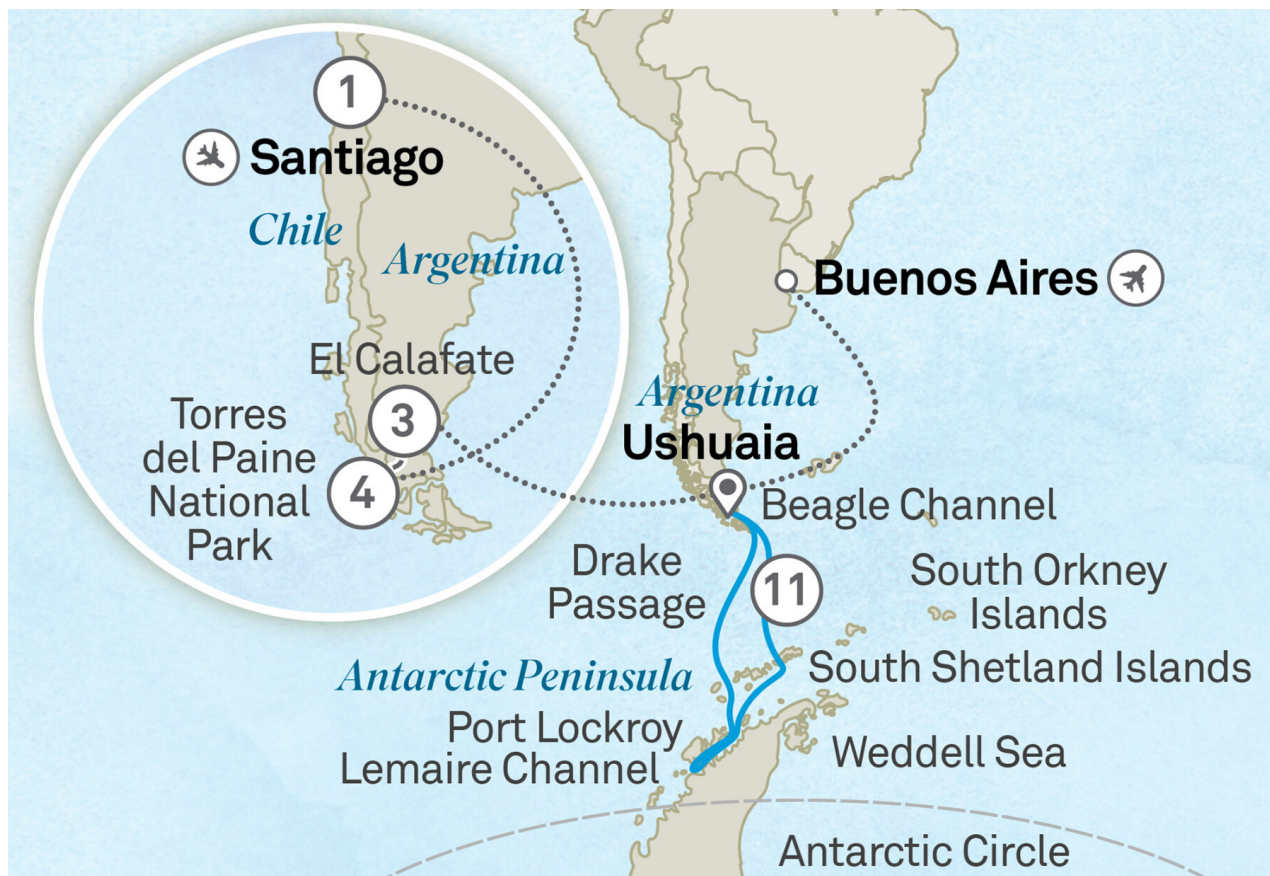 1
Santiago
Chile
Argentina
El Calafate
3
Torres
del Paine
National
Park
4
Buenos Aires
Argentina
Ushuaia
Beagle Channel
Drake
Passage
11
South Orkney
Islands
South Shetland Islands
Antarctic Peninsula
Port Lockroy
Lemaire Channel
Weddell Sea
Antarctic Circle